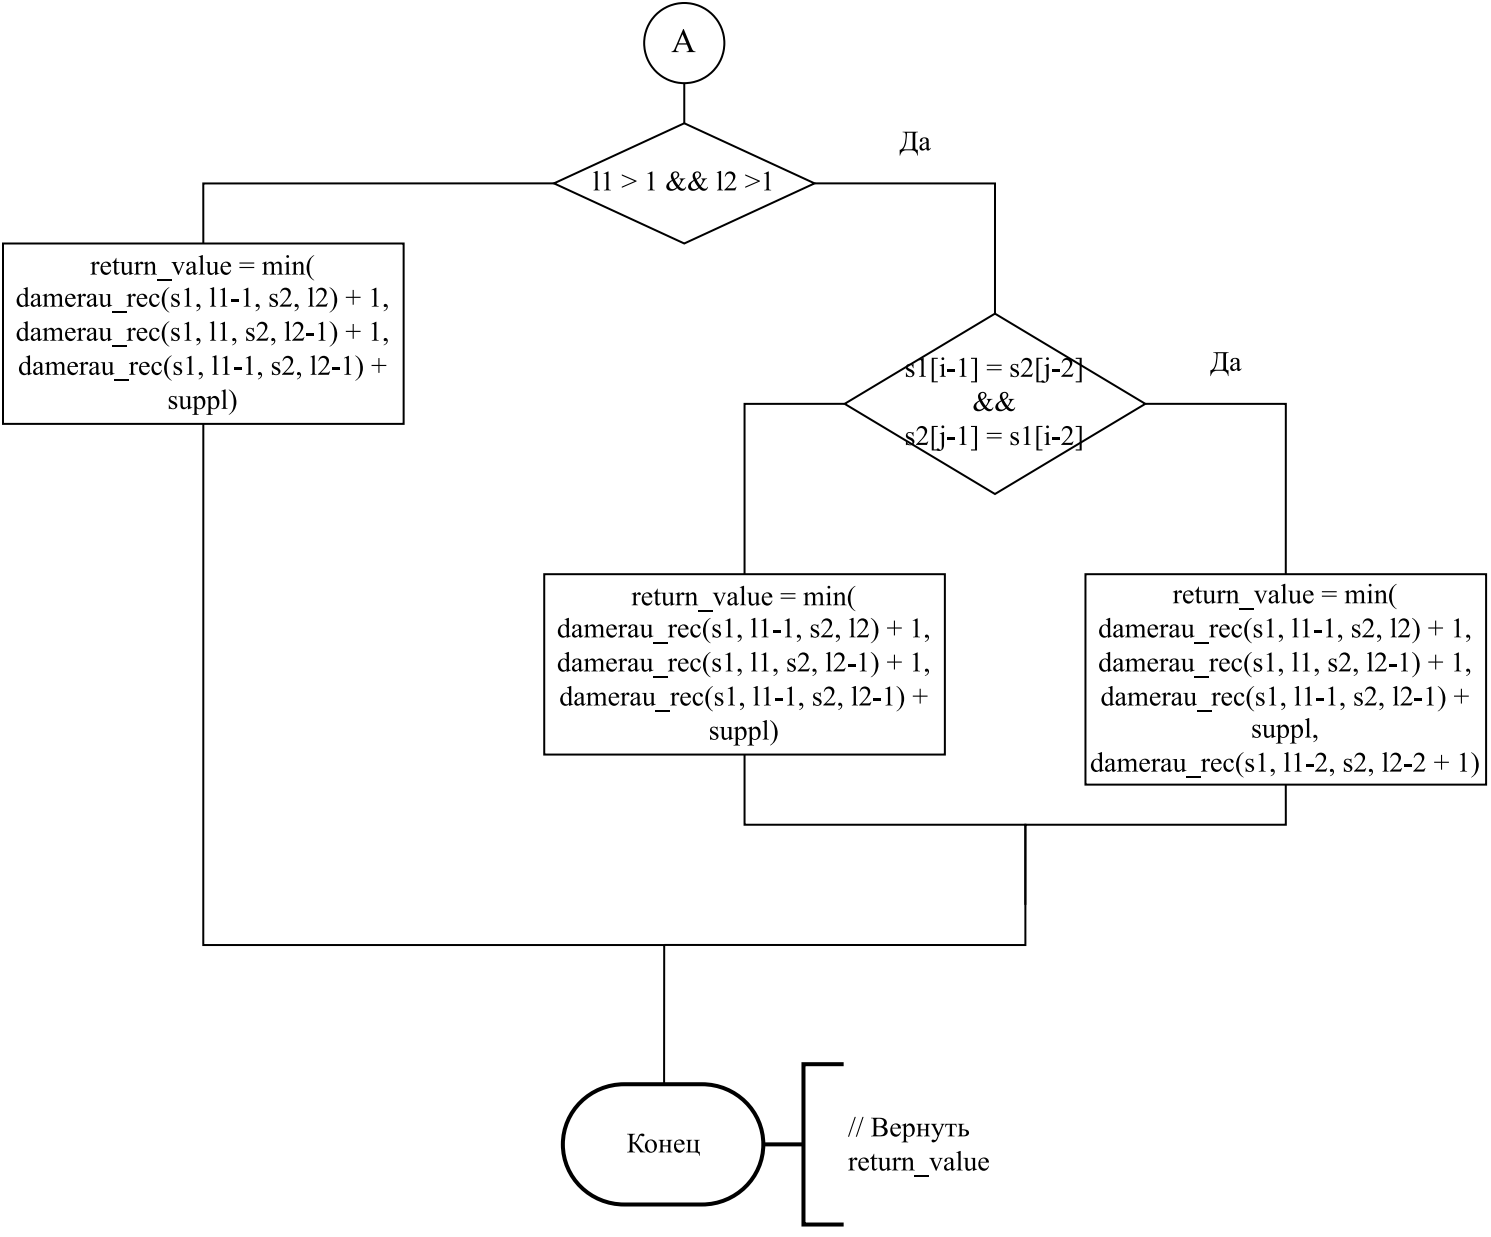 A
Да
l1 > 1 && l2 >1
return_value = min(
damerau_rec(s1, l1-1, s2, l2) + 1,
damerau_rec(s1, l1, s2, l2-1) + 1,
damerau_rec(s1, l1-1, s2, l2-1) +
suppl)
Да
s1[i-1] = s2[j-2]
&&
s2[j-1] = s1[i-2]
return_value = min(
damerau_rec(s1, l1-1, s2, l2) + 1,
damerau_rec(s1, l1, s2, l2-1) + 1,
damerau_rec(s1, l1-1, s2, l2-1) +
suppl)
return_value = min(
damerau_rec(s1, l1-1, s2, l2) + 1,
damerau_rec(s1, l1, s2, l2-1) + 1,
damerau_rec(s1, l1-1, s2, l2-1) +
suppl,
damerau_rec(s1, l1-2, s2, l2-2 + 1)
Конец
// Вернуть
return_value